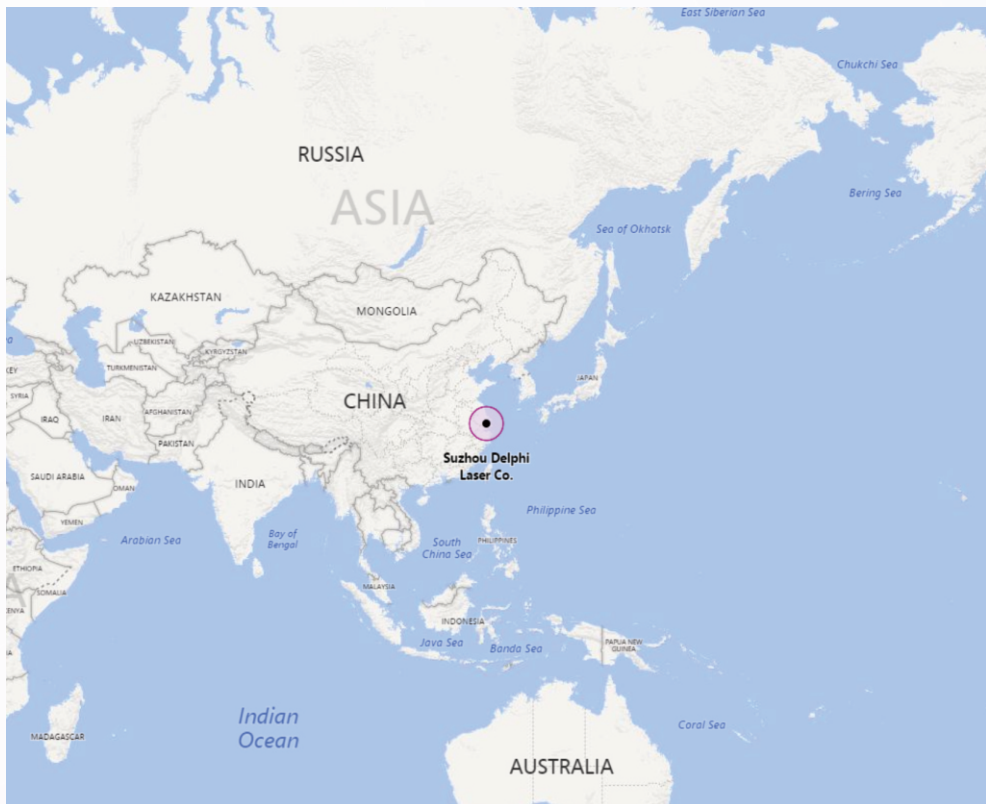 East Siberian Sea
Chukchi Sea
RUSSIA
ASIA
Bering Sea
Sea of Okhotsk
KAZAKHSTAN
MONGOLIA
UZBEKISTAN
KYRGYZSTAN
TURKMENISTAN
JAPAN
SYRIA
CHINA
IRAQ
IRAN
AFGHANISTAN
PAKISTAN
Suzhou Delphi
Laser Co.
SAUDI ARABIA
OMAN
INDIA
YEMEN
Philippine Sea
Arabian Sea
Bay of
Bengal
South
China Sea
PHILIPPINES
ETHIOPIA
SOMALIA
MALAYSIA
INDONESIA
Java Sea
Banda Sea
PAPUA NEW
GUINEA
Indian
Ocean
Coral Sea
MADAGASCAR
AUSTRALIA